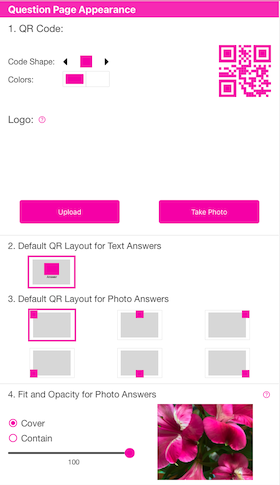 Question Page Appearance
1. QR Code:
Code Shape:
Colors:
Logo: ?
Upload
Take Photo
2. Default QR Layout for Text Answers
3. Default QR Layout for Photo Answers
4. Fit and Opacity for Photo Answers ?
Cover
Contain
100